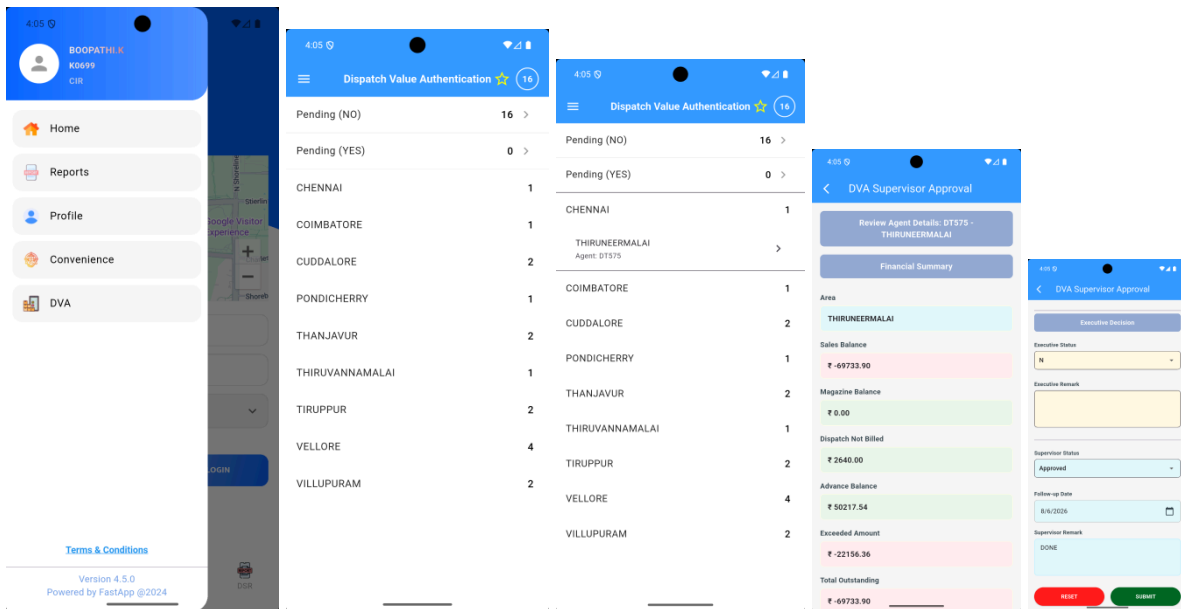 4:05
BOOPATHI.K
K0699
CIR
Home
Reports
Profile
Convenience
DVA
Terms & Conditions
Version 4.5.0
Powered by FastApp @2024
N Shoreline
Stierlin
Google Visitor
Experience
+
−
Shoreli
LOGIN
DSR
4:05
Dispatch Value Authentication
16
Pending (NO) 16
Pending (YES) 0
CHENNAI 1
COIMBATORE 1
CUDDALORE 2
PONDICHERRY 1
THANJAVUR 2
THIRUVANNAMALAI 1
TIRUPPUR 2
VELLORE 4
VILLUPURAM 2
4:05
Dispatch Value Authentication
16
Pending (NO) 16
Pending (YES) 0
CHENNAI 1
THIRUNEERMALAI
Agent: DT575
COIMBATORE 1
CUDDALORE 2
PONDICHERRY 1
THANJAVUR 2
THIRUVANNAMALAI 1
TIRUPPUR 2
VELLORE 4
VILLUPURAM 2
4:05
DVA Supervisor Approval
Review Agent Details: DT575 -
THIRUNEERMALAI
Financial Summary
Area
THIRUNEERMALAI
Sales Balance
₹ -69733.90
Magazine Balance
₹ 0.00
Dispatch Not Billed
₹ 2640.00
Advance Balance
₹ 50217.54
Exceeded Amount
₹ -22156.36
Total Outstanding
₹ -69733.90
4:05
DVA Supervisor Approval
Executive Decision
Executive Status
N
Executive Remark
Supervisor Status
Approved
Follow-up Date
8/6/2026
Supervisor Remark
DONE
RESET
SUBMIT